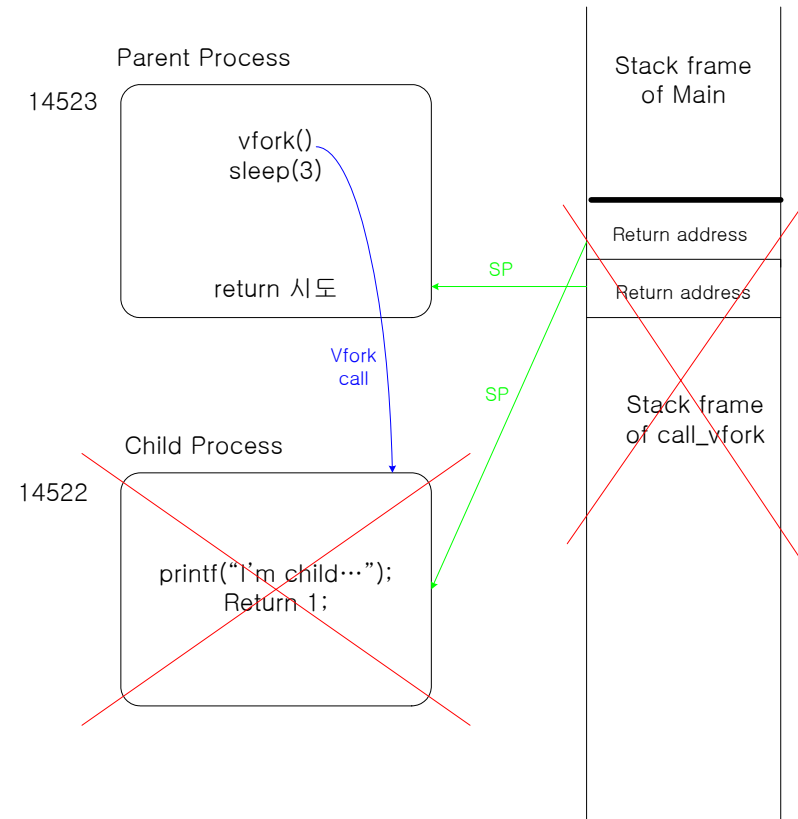 Parent Process
14523
vfork()
sleep(3)
return 시도
Vfork
call
Child Process
14522
printf(“I’m child…”);
Return 1;
SP
SP
Stack frame
of Main
Return address
Return address
Stack frame
of call_vfork